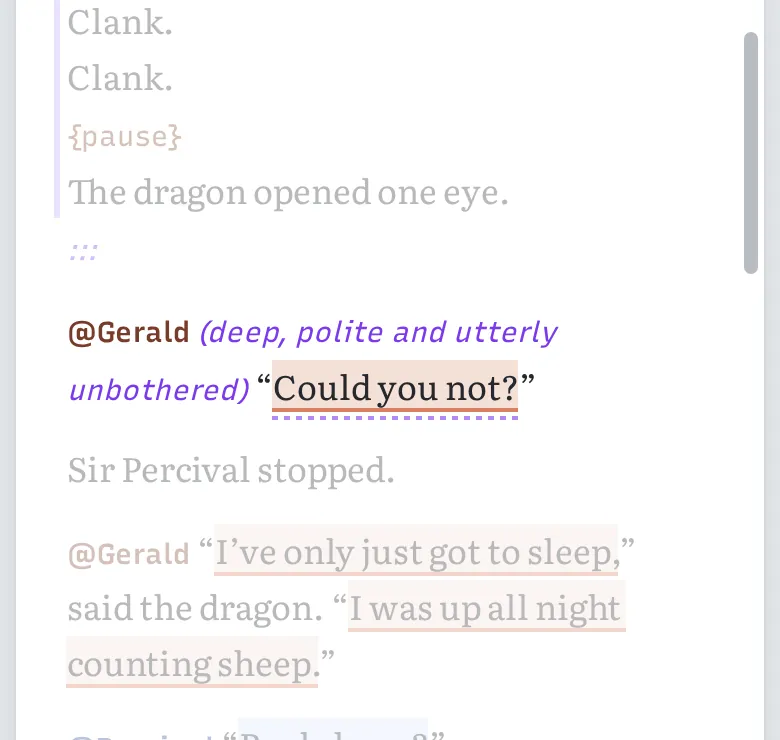 Clank.
Clank.
{pause}
The dragon opened one eye.
:::
@Gerald (deep, polite and utterly
unbothered) “Could you not?”
Sir Percival stopped.
@Gerald “I’ve only just got to sleep,”
said the dragon. “I was up all night
counting sheep.”